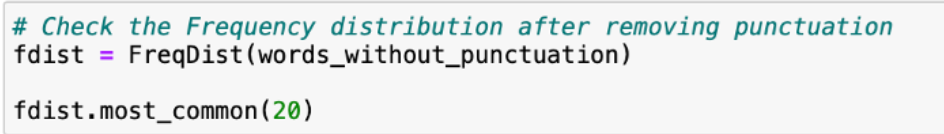 # Check the Frequency distribution after removing punctuation
fdist = FreqDist(words_without_punctuation)
fdist.most_common(20)